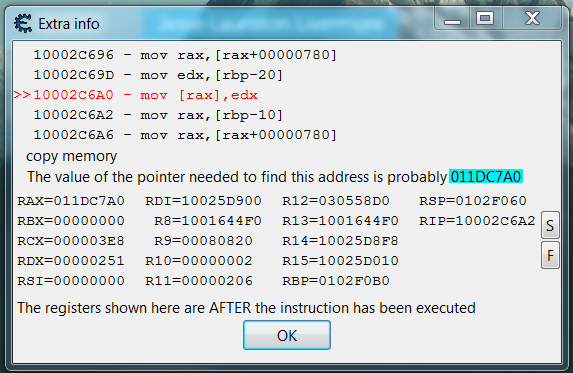 Extra info
10002C696 - mov rax,[rax+00000780]
10002C69D - mov edx,[rbp-20]
>>10002C6A0 - mov [rax],edx
10002C6A2 - mov rax,[rbp-10]
10002C6A6 - mov rax,[rax+00000780]
copy memory
The value of the pointer needed to find this address is probably 011DC7A0
RAX=011DC7A0 RDI=10025D900 R12=030558D0 RSP=0102F060
RBX=00000000 R8=1001644F0 R13=1001644F0 RIP=10002C6A2
RCX=000003E8 R9=00080820 R14=10025D8F8
RDX=00000251 R10=00000002 R15=10025D010
RSI=00000000 R11=00000206 RBP=0102F0B0
S
F
The registers shown here are AFTER the instruction has been executed
OK